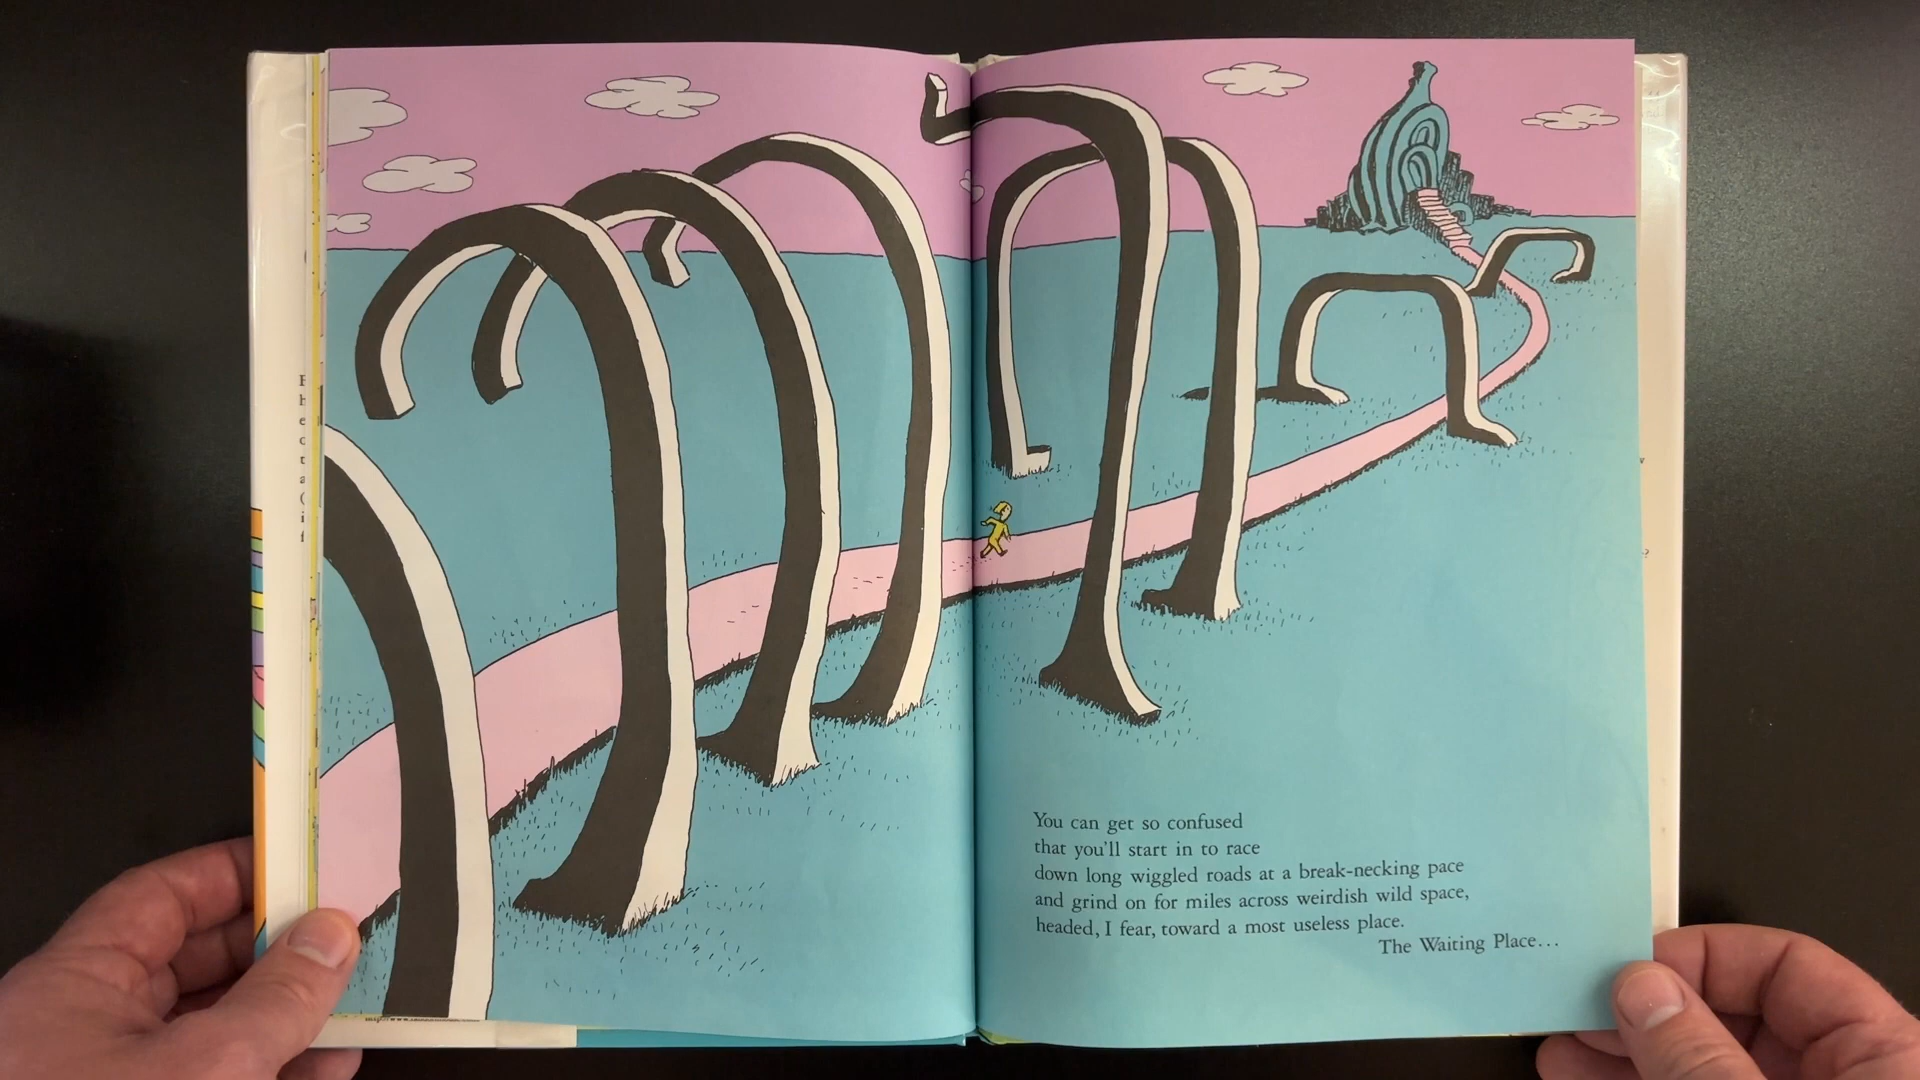 You can get so confused
that you'll start in to race
down long wiggled roads at a break-necking pace
and grind on for miles across weirdish wild space,
headed, I fear, toward a most useless place.
The Waiting Place...